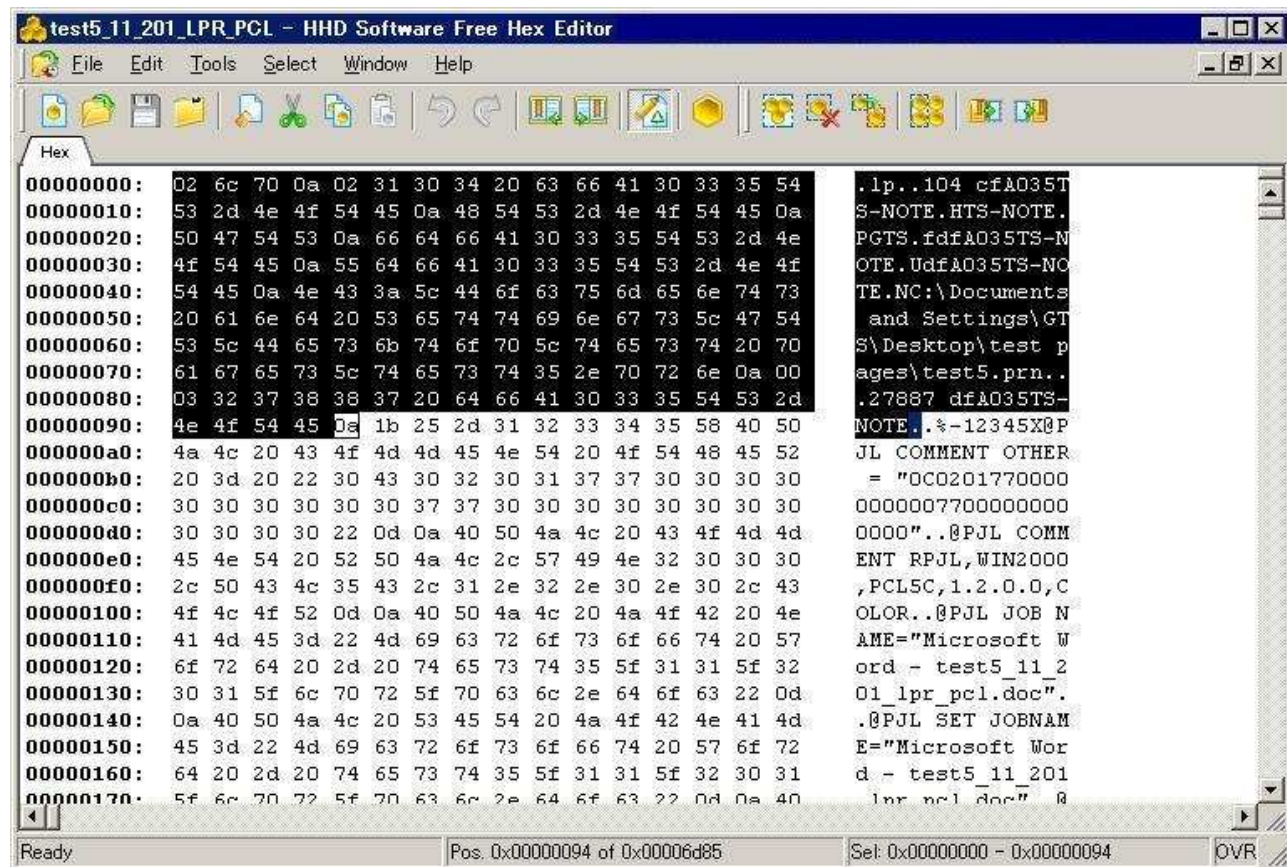 test5_11_201_LPR_PCL - HHD Software Free Hex Editor
File Edit Tools Select Window Help
Hex
00000000: 02 6c 70 0a 02 31 30 34 20 63 66 41 30 33 35 54 .lp..104 cfA035T
00000010: 53 2d 4e 4f 54 45 0a 48 54 53 2d 4e 4f 54 45 0a S-NOTE.HTS-NOTE.
00000020: 50 47 54 53 0a 66 64 66 41 30 33 35 54 53 2d 4e PGTS.fdfA035TS-N
00000030: 4f 54 45 0a 55 64 66 41 30 33 35 54 53 2d 4e 4f OTE.UdfA035TS-NO
00000040: 54 45 0a 4e 43 3a 5c 44 6f 63 75 6d 65 6e 74 73 TE.NC:\Documents
00000050: 20 61 6e 64 20 53 65 74 74 69 6e 67 73 5c 47 54 and Settings\GT
00000060: 53 5c 44 65 73 6b 74 6f 70 5c 74 65 73 74 20 70 S\Desktop\test p
00000070: 61 67 65 73 5c 74 65 73 74 35 2e 70 72 6e 0a 00 ages\test5.prn..
00000080: 03 32 37 38 38 37 20 64 66 41 30 33 35 54 53 2d .27887 dfA035TS-
00000090: 4e 4f 54 45 0a 1b 25 2d 31 32 33 34 35 58 40 50 NOTE..%-12345X@P
000000a0: 4a 4c 20 43 4f 4d 4d 45 4e 54 20 4f 54 48 45 52 JL COMMENT OTHER
000000b0: 20 3d 20 22 30 43 30 32 30 31 37 37 30 30 30 30 = "0C0201770000
000000c0: 30 30 30 30 30 30 37 37 30 30 30 30 30 30 30 30 0000007700000000
000000d0: 30 30 30 30 22 0d 0a 40 50 4a 4c 20 43 4f 4d 4d 0000"..@PJL COMM
000000e0: 45 4e 54 20 52 50 4a 4c 2c 57 49 4e 32 30 30 30 ENT RPJL,WIN2000
000000f0: 2c 50 43 4c 35 43 2c 31 2e 32 2e 30 2e 30 2c 43 ,PCL5C,1.2.0.0,C
00000100: 4f 4c 4f 52 0d 0a 40 50 4a 4c 20 4a 4f 42 20 4e OLOR..@PJL JOB N
00000110: 41 4d 45 3d 22 4d 69 63 72 6f 73 6f 66 74 20 57 AME="Microsoft W
00000120: 6f 72 64 20 2d 20 74 65 73 74 35 5f 31 31 5f 32 ord - test5_11_2
00000130: 30 31 5f 6c 70 72 5f 70 63 6c 2e 64 6f 63 22 0d 01_lpr_pcl.doc".
00000140: 0a 40 50 4a 4c 20 53 45 54 20 4a 4f 42 4e 41 4d .@PJL SET JOBNAM
00000150: 45 3d 22 4d 69 63 72 6f 73 6f 66 74 20 57 6f 72 E="Microsoft Wor
00000160: 64 20 2d 20 74 65 73 74 35 5f 31 31 5f 32 30 31 d - test5_11_201
00000170: 5f 6c 70 72 5f 70 63 6c 2e 64 6f 63 22 0d 0a 40 _lpr_pcl.doc"..@
Ready Pos. 0x00000094 of 0x00006d85 Sel: 0x00000000 - 0x00000094 OVR